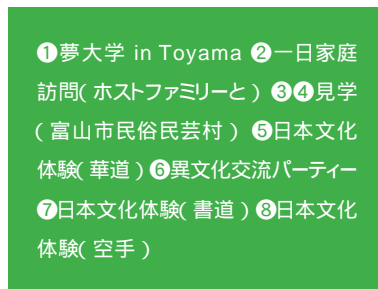 ❶夢大学 in Toyama ❷一日家庭
訪問(ホストファミリーと) ❸❹見学
(富山市民俗民芸村) ❺日本文化
体験(華道) ❻異文化交流パーティー
❼日本文化体験(書道) ❽日本文化
体験(空手)